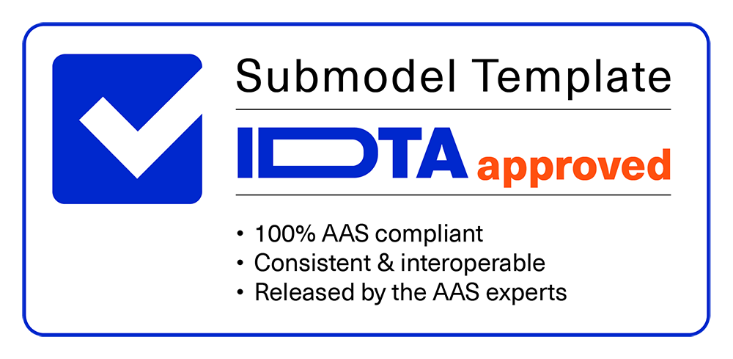 Submodel Template
IDTA approved
• 100% AAS compliant
• Consistent & interoperable
• Released by the AAS experts